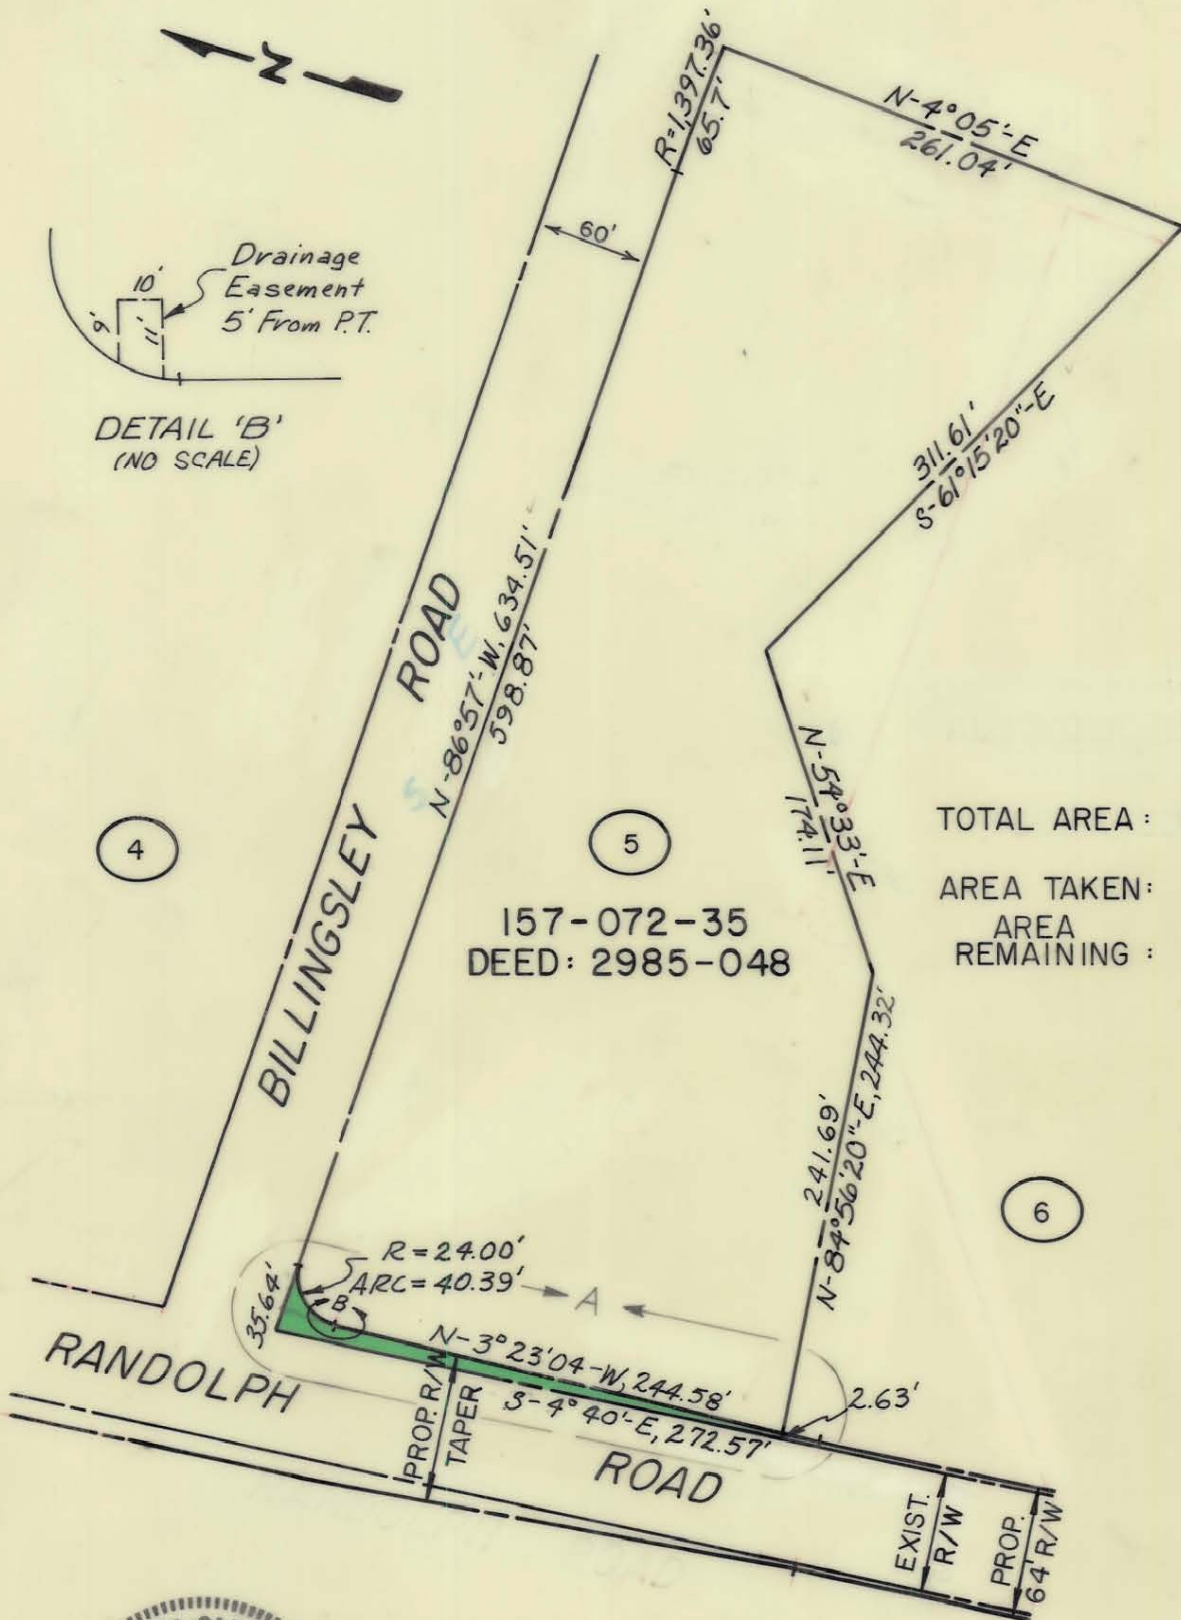 N
R=1,397.36'
65.7'
N-4°05'-E
261.04'
60'
10'
9'
11'
Drainage
Easement
5' From P.T.
DETAIL 'B'
(NO SCALE)
311.61'
S-61°15'20"-E
BILLINGSLEY ROAD
N-86°57'-W, 634.51'
598.87'
S E
N-54°33'-E
174.11'
4
5
157-072-35
DEED: 2985-048
TOTAL AREA :
AREA TAKEN:
AREA
REMAINING :
241.69'
N-84°56'20"-E, 244.32'
6
R=24.00'
ARC=40.39'
A
B
35.64'
N-3°23'04-W, 244.58'
S-4°40'-E, 272.57'
2.63'
RANDOLPH ROAD
PROP. R/W
TAPER
EXIST.
R/W
PROP.
64' R/W